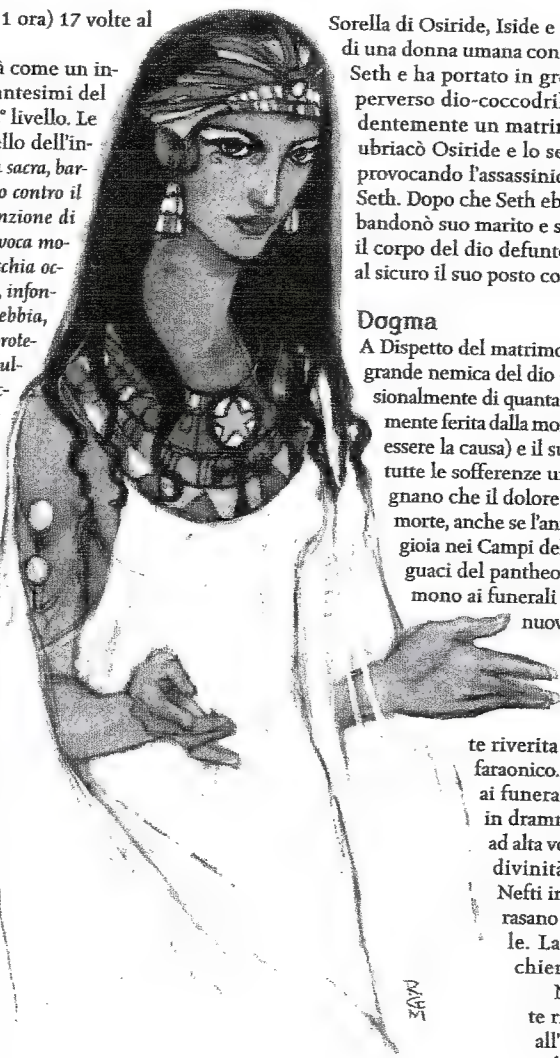 1 ora) 17 volte al
à come un in-
antesimi del
° livello. Le
ello dell'in-
sacra, bar-
o contro il
nzione di
voca mo-
chia oc-
, infon-
ebbia,
rote-
ul-
c-
Sorella di Osiride, Iside e
di una donna umana con
Seth e ha portato in gre
perverso dio-coccodril
dentemente un matrim
ubriacò Osiride e lo se
provocando l'assassinio
Seth. Dopo che Seth eb
bandonò suo marito e s
il corpo del dio defunto
al sicuro il suo posto co
Dogma
A Dispetto del matrimo
grande nemica del dio
sionalmente di quanta
mente ferita dalla mo
essere la causa) e il su
tutte le sofferenze u
gnano che il dolore
morte, anche se l'an
gioia nei Campi de
guaci del pantheo
mono ai funerali
nuov
te riverita
faraonico.
ai funera
in dramm
ad alta ve
divinità
Nefti in
rasano
le. La
chier
N
te r
all'